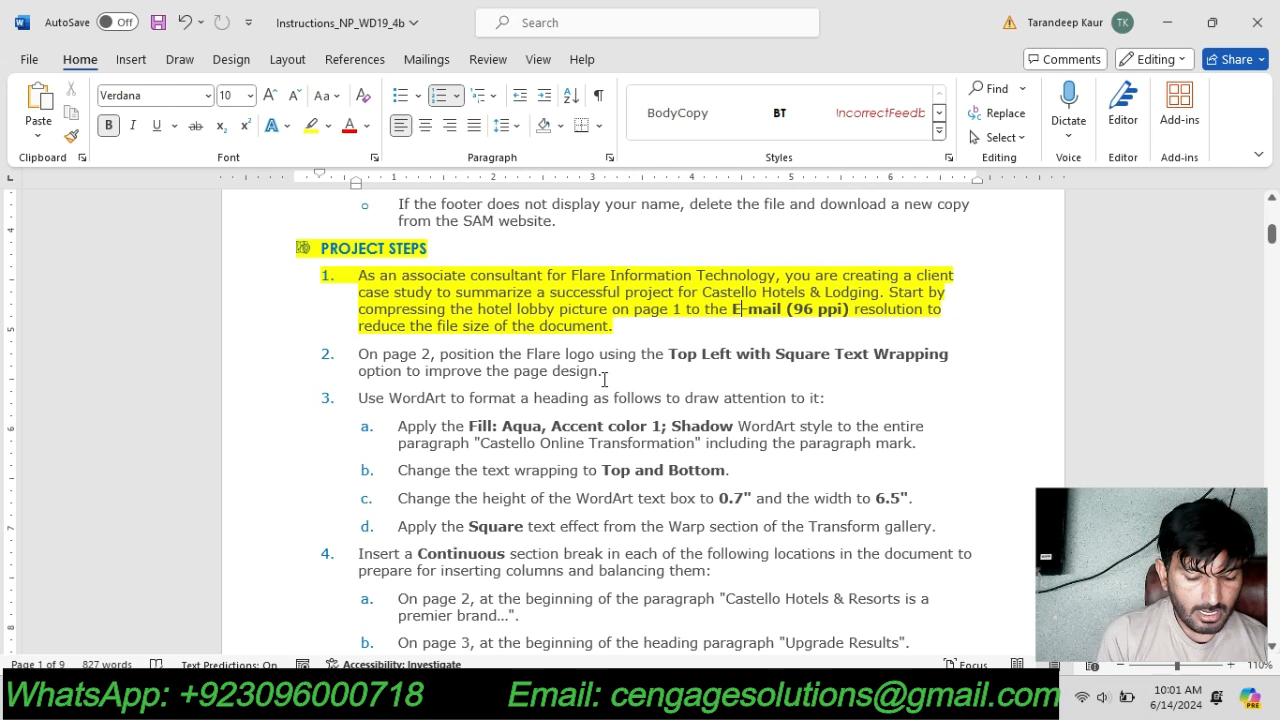 AutoSave Off Instructions_NP_WD19_4b Search Tarandeep Kaur TK
File Home Insert Draw Design Layout References Mailings Review View Help Comments Editing Share
Verdana 10 Aa BodyCopy BT IncorrectFeedb Find Replace Select
Paste Dictate Editor Add-ins
Clipboard Font Paragraph Styles Editing Voice Editor Add-ins
1 2 3 4 5 6
o If the footer does not display your name, delete the file and download a new copy
from the SAM website.
PROJECT STEPS
1. As an associate consultant for Flare Information Technology, you are creating a client
case study to summarize a successful project for Castello Hotels & Lodging. Start by
compressing the hotel lobby picture on page 1 to the E-mail (96 ppi) resolution to
reduce the file size of the document.
2. On page 2, position the Flare logo using the Top Left with Square Text Wrapping
option to improve the page design.
3. Use WordArt to format a heading as follows to draw attention to it:
a. Apply the Fill: Aqua, Accent color 1; Shadow WordArt style to the entire
paragraph "Castello Online Transformation" including the paragraph mark.
b. Change the text wrapping to Top and Bottom.
c. Change the height of the WordArt text box to 0.7" and the width to 6.5".
d. Apply the Square text effect from the Warp section of the Transform gallery.
4. Insert a Continuous section break in each of the following locations in the document to
prepare for inserting columns and balancing them:
a. On page 2, at the beginning of the paragraph "Castello Hotels & Resorts is a
premier brand…".
b. On page 3, at the beginning of the heading paragraph "Upgrade Results".
Page 1 of 9 827 words Text Predictions: On Accessibility: Investigate Focus 110%
WhatsApp: +923096000718 Email: cengagesolutions@gmail.com
10:01 AM
6/14/2024